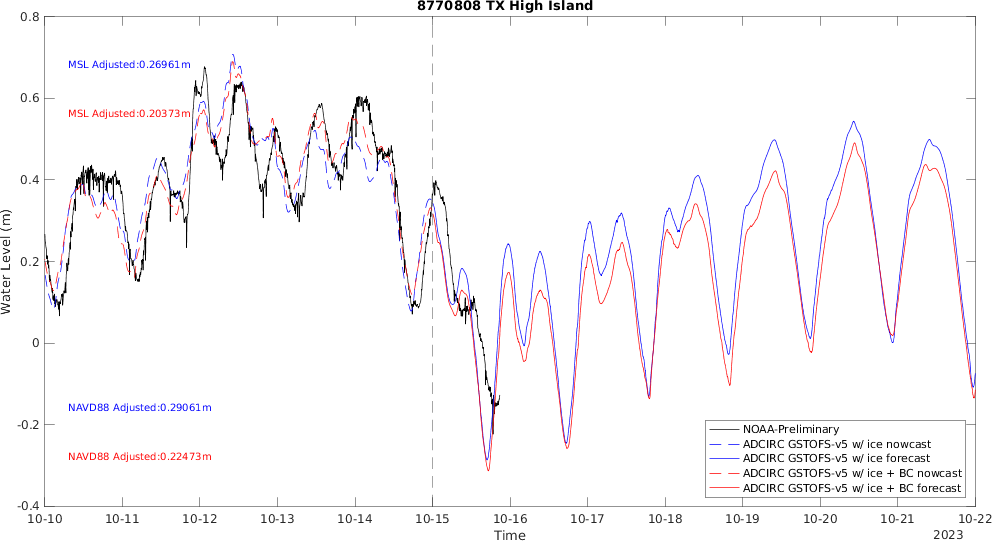 8770808 TX High Island
Water Level (m)
0.8
0.6
0.4
0.2
0
-0.2
-0.4
MSL Adjusted:0.26961m
MSL Adjusted:0.20373m
NAVD88 Adjusted:0.29061m
NAVD88 Adjusted:0.22473m
NOAA-Preliminary
ADCIRC GSTOFS-v5 w/ ice nowcast
ADCIRC GSTOFS-v5 w/ ice forecast
ADCIRC GSTOFS-v5 w/ ice + BC nowcast
ADCIRC GSTOFS-v5 w/ ice + BC forecast
10-10 10-11 10-12 10-13 10-14 10-15 10-16 10-17 10-18 10-19 10-20 10-21 10-22
Time
2023